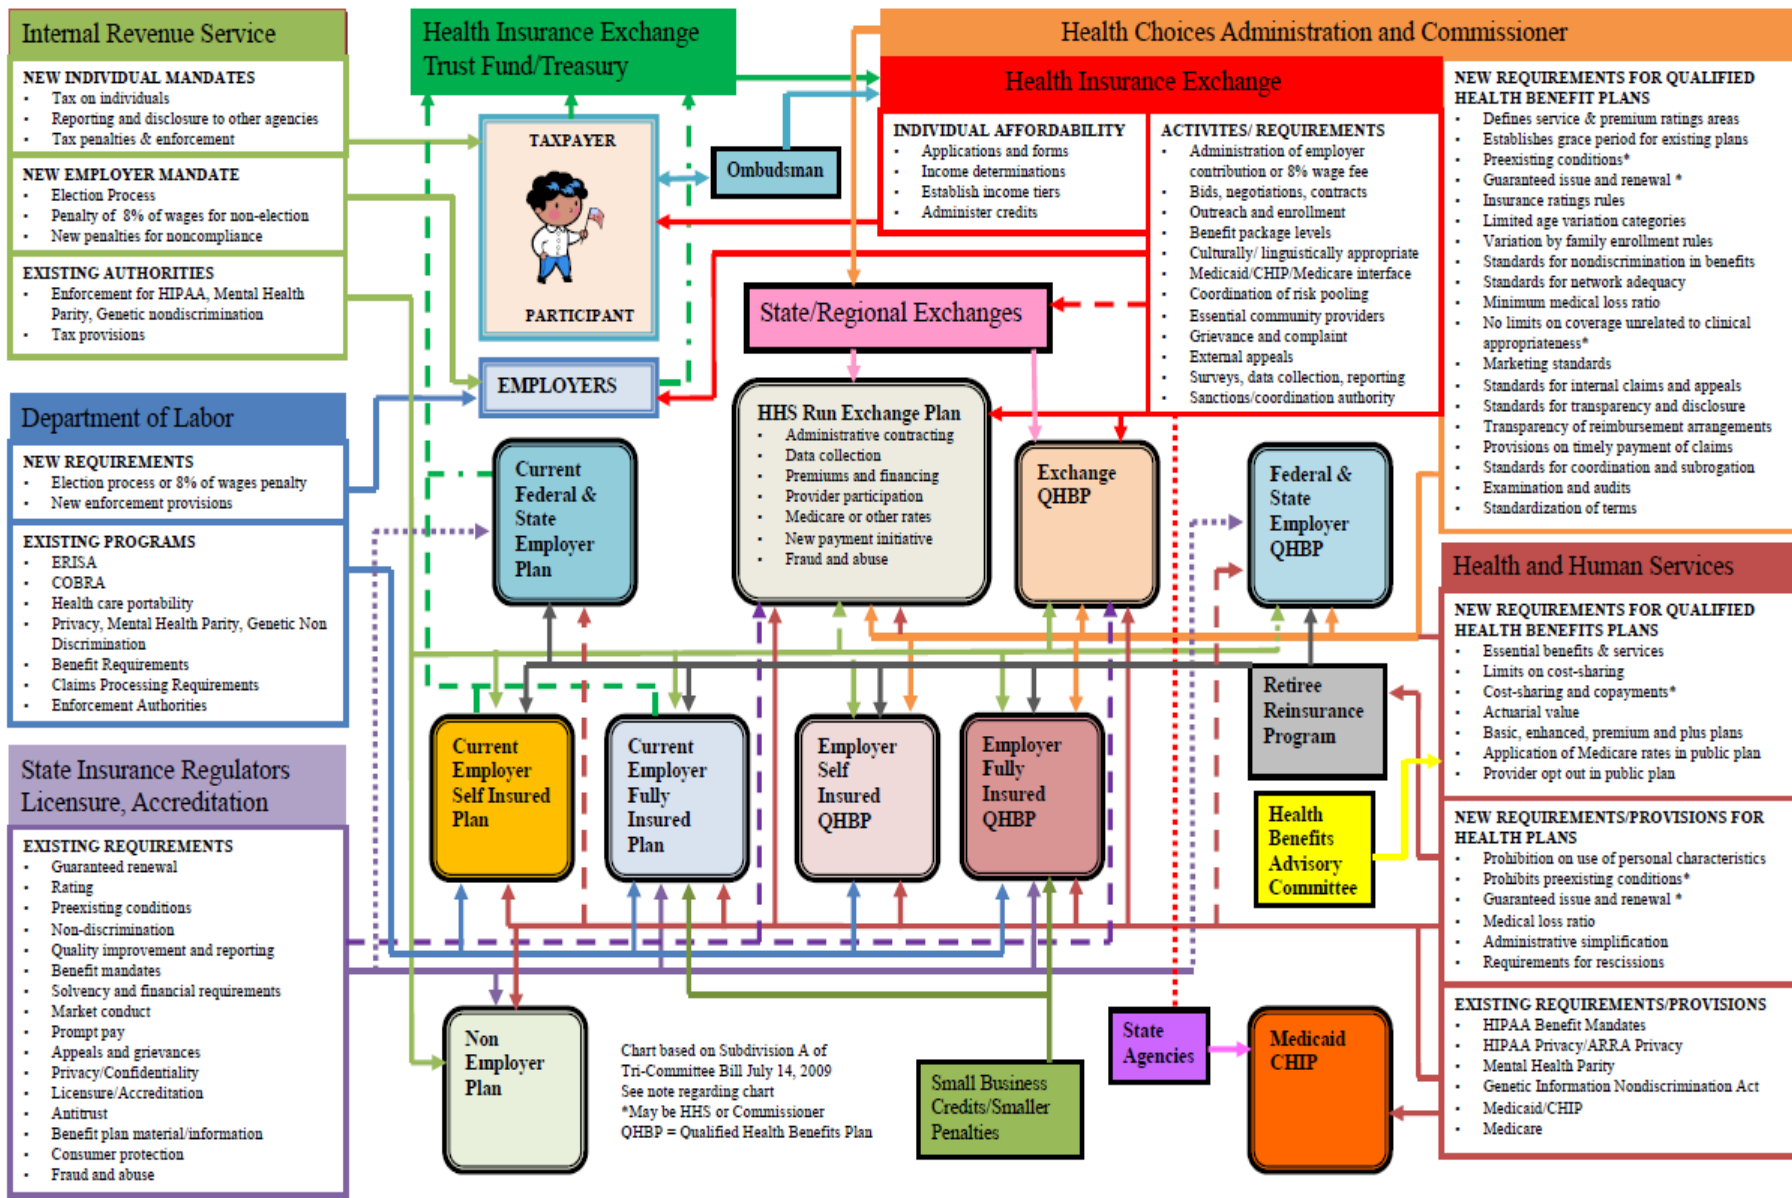 Internal Revenue Service
NEW INDIVIDUAL MANDATES
▪ Tax on individuals
▪ Reporting and disclosure to other agencies
▪ Tax penalties & enforcement
NEW EMPLOYER MANDATE
▪ Election Process
▪ Penalty of 8% of wages for non-election
▪ New penalties for noncompliance
EXISTING AUTHORITIES
▪ Enforcement for HIPAA, Mental Health
Parity, Genetic nondiscrimination
▪ Tax provisions
Department of Labor
NEW REQUIREMENTS
▪ Election process or 8% of wages penalty
▪ New enforcement provisions
EXISTING PROGRAMS
▪ ERISA
▪ COBRA
▪ Health care portability
▪ Privacy, Mental Health Parity, Genetic Non
Discrimination
▪ Benefit Requirements
▪ Claims Processing Requirements
▪ Enforcement Authorities
State Insurance Regulators
Licensure, Accreditation
EXISTING REQUIREMENTS
▪ Guaranteed renewal
▪ Rating
▪ Preexisting conditions
▪ Non-discrimination
▪ Quality improvement and reporting
▪ Benefit mandates
▪ Solvency and financial requirements
▪ Market conduct
▪ Prompt pay
▪ Appeals and grievances
▪ Privacy/Confidentiality
▪ Licensure/Accreditation
▪ Antitrust
▪ Benefit plan material/information
▪ Consumer protection
▪ Fraud and abuse
Health Insurance Exchange
Trust Fund/Treasury
TAXPAYER
PARTICIPANT
EMPLOYERS
Ombudsman
Health Choices Administration and Commissioner
Health Insurance Exchange
INDIVIDUAL AFFORDABILITY
▪ Applications and forms
▪ Income determinations
▪ Establish income tiers
▪ Administer credits
ACTIVITES/ REQUIREMENTS
▪ Administration of employer
contribution or 8% wage fee
▪ Bids, negotiations, contracts
▪ Outreach and enrollment
▪ Benefit package levels
▪ Culturally/ linguistically appropriate
▪ Medicaid/CHIP/Medicare interface
▪ Coordination of risk pooling
▪ Essential community providers
▪ Grievance and complaint
▪ External appeals
▪ Surveys, data collection, reporting
▪ Sanctions/coordination authority
NEW REQUIREMENTS FOR QUALIFIED
HEALTH BENEFIT PLANS
▪ Defines service & premium ratings areas
▪ Establishes grace period for existing plans
▪ Preexisting conditions*
▪ Guaranteed issue and renewal *
▪ Insurance ratings rules
▪ Limited age variation categories
▪ Variation by family enrollment rules
▪ Standards for nondiscrimination in benefits
▪ Standards for network adequacy
▪ Minimum medical loss ratio
▪ No limits on coverage unrelated to clinical
appropriateness*
▪ Marketing standards
▪ Standards for internal claims and appeals
▪ Standards for transparency and disclosure
▪ Transparency of reimbursement arrangements
▪ Provisions on timely payment of claims
▪ Standards for coordination and subrogation
▪ Examination and audits
▪ Standardization of terms
State/Regional Exchanges
HHS Run Exchange Plan
▪ Administrative contracting
▪ Data collection
▪ Premiums and financing
▪ Provider participation
▪ Medicare or other rates
▪ New payment initiative
▪ Fraud and abuse
Current
Federal &
State
Employer
Plan
Exchange
QHBP
Federal &
State
Employer
QHBP
Health and Human Services
NEW REQUIREMENTS FOR QUALIFIED
HEALTH BENEFITS PLANS
▪ Essential benefits & services
▪ Limits on cost-sharing
▪ Cost-sharing and copayments*
▪ Actuarial value
▪ Basic, enhanced, premium and plus plans
▪ Application of Medicare rates in public plan
▪ Provider opt out in public plan
NEW REQUIREMENTS/PROVISIONS FOR
HEALTH PLANS
▪ Prohibition on use of personal characteristics
▪ Prohibits preexisting conditions*
▪ Guaranteed issue and renewal *
▪ Medical loss ratio
▪ Administrative simplification
▪ Requirements for rescissions
EXISTING REQUIREMENTS/PROVISIONS
▪ HIPAA Benefit Mandates
▪ HIPAA Privacy/ARRA Privacy
▪ Mental Health Parity
▪ Genetic Information Nondiscrimination Act
▪ Medicaid/CHIP
▪ Medicare
Retiree
Reinsurance
Program
Health
Benefits
Advisory
Committee
Current
Employer
Self Insured
Plan
Current
Employer
Fully
Insured
Plan
Employer
Self
Insured
QHBP
Employer
Fully
Insured
QHBP
Non
Employer
Plan
Chart based on Subdivision A of
Tri-Committee Bill July 14, 2009
See note regarding chart
*May be HHS or Commissioner
QHBP = Qualified Health Benefits Plan
Small Business
Credits/Smaller
Penalties
State
Agencies
Medicaid
CHIP